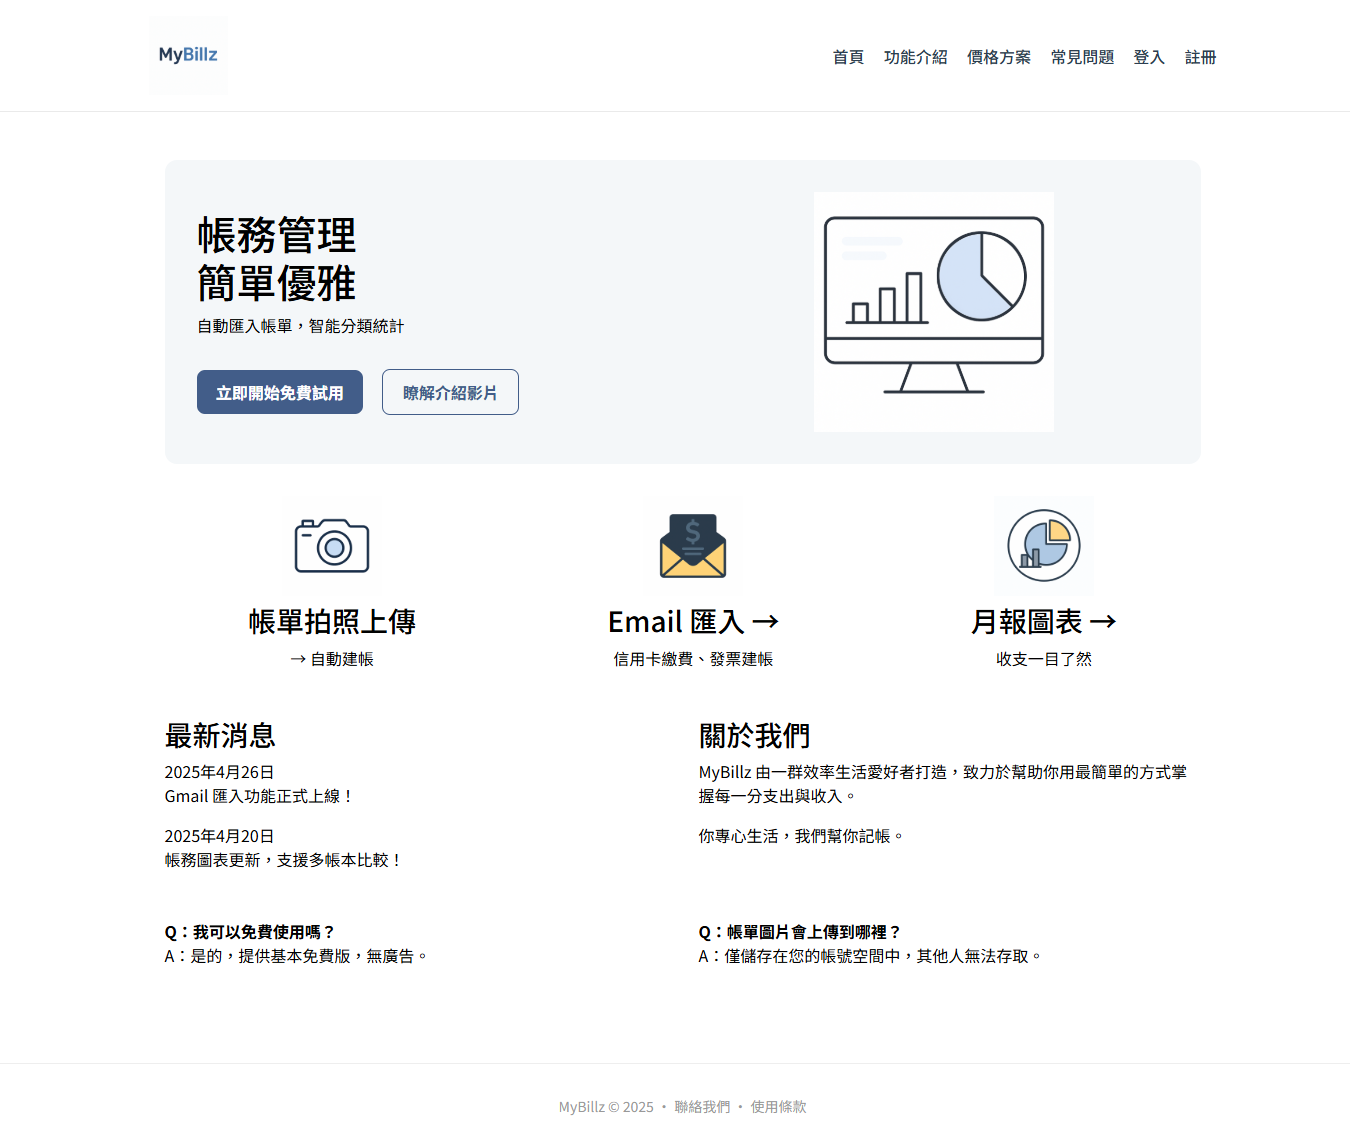 MyBillz
首頁 功能介紹 價格方案 常見問題 登入 註冊
帳務管理
簡單優雅
自動匯入帳單，智能分類統計
立即開始免費試用 瞭解介紹影片
$
帳單拍照上傳
→ 自動建帳
Email 匯入 →
信用卡繳費、發票建帳
月報圖表 →
收支一目了然
最新消息
2025年4月26日
Gmail 匯入功能正式上線！
2025年4月20日
帳務圖表更新，支援多帳本比較！
關於我們
MyBillz 由一群效率生活愛好者打造，致力於幫助你用最簡單的方式掌
握每一分支出與收入。
你專心生活，我們幫你記帳。
Q：我可以免費使用嗎？
A：是的，提供基本免費版，無廣告。
Q：帳單圖片會上傳到哪裡？
A：僅儲存在您的帳號空間中，其他人無法存取。
MyBillz © 2025 · 聯絡我們 · 使用條款